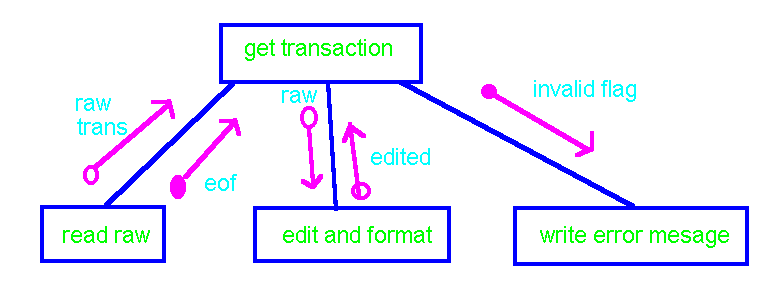 get transaction
raw
trans
raw
invalid flag
eof
edited
read raw
edit and format
write error mesage